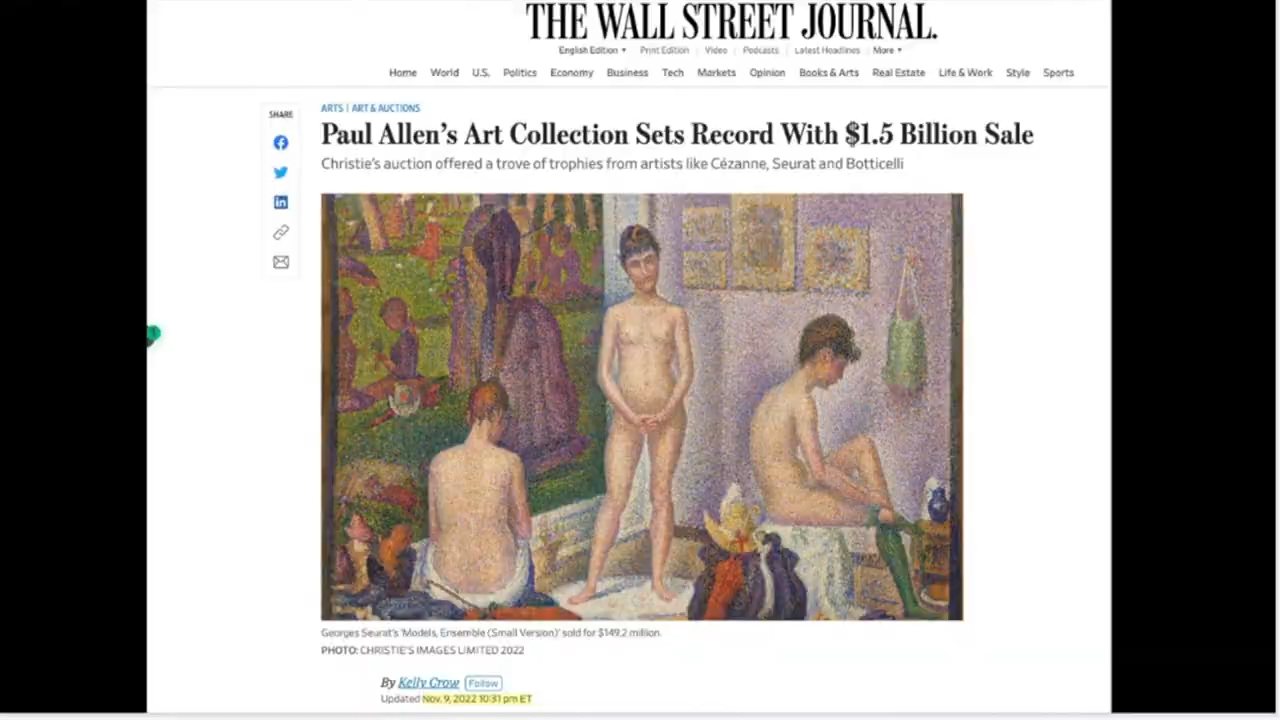 THE WALL STREET JOURNAL.
English Edition Print Edition Video Podcasts Latest Headlines More
Home World U.S. Politics Economy Business Tech Markets Opinion Books & Arts Real Estate Life & Work Style Sports
SHARE
ARTS | ART & AUCTIONS
Paul Allen's Art Collection Sets Record With $1.5 Billion Sale
Christie's auction offered a trove of trophies from artists like Cézanne, Seurat and Botticelli
Georges Seurat's 'Models, Ensemble (Small Version)' sold for $149.2 million.
PHOTO: CHRISTIE'S IMAGES LIMITED 2022
By Kelly Crow Follow
Updated Nov. 9, 2022 10:31 pm ET